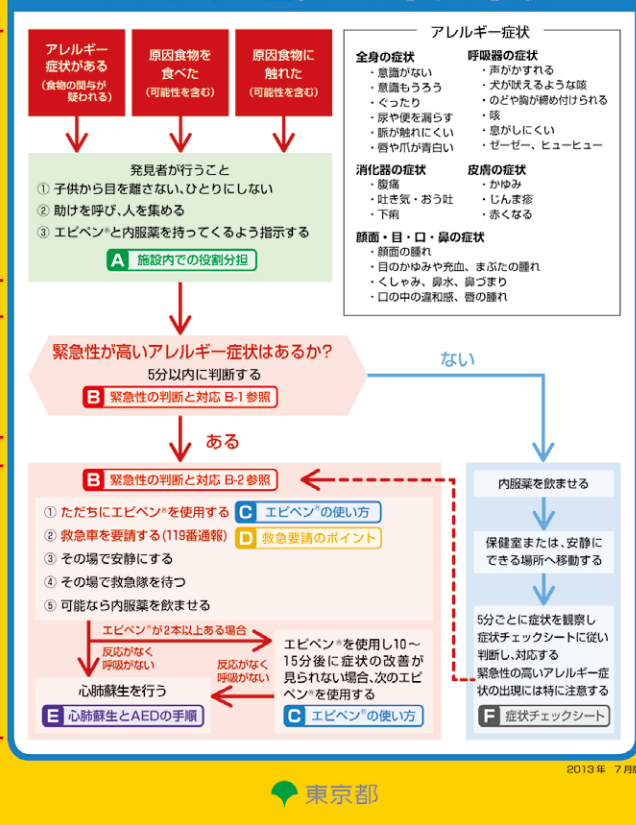 アレルギー
症状がある
(食物の関与が
疑われる)
原因食物を
食べた
(可能性を含む)
原因食物に
触れた
(可能性を含む)
発見者が行うこと
① 子供から目を離さない、ひとりにしない
② 助けを呼び、人を集める
③ エピペン®と内服薬を持ってくるよう指示する
A 施設内での役割分担
アレルギー症状
全身の症状
・意識がない
・意識もうろう
・ぐったり
・尿や便を漏らす
・脈が触れにくい
・唇や爪が青白い
呼吸器の症状
・声がかすれる
・犬が吠えるような咳
・のどや胸が締め付けられる
・咳
・息がしにくい
・ゼーゼー、ヒューヒュー
消化器の症状
・腹痛
・吐き気・おう吐
・下痢
皮膚の症状
・かゆみ
・じんま疹
・赤くなる
顔面・目・口・鼻の症状
・顔面の腫れ
・目のかゆみや充血、まぶたの腫れ
・くしゃみ、鼻水、鼻づまり
・口の中の違和感、唇の腫れ
緊急性が高いアレルギー症状はあるか?
5分以内に判断する
B 緊急性の判断と対応 B-1参照
ない
ある
B 緊急性の判断と対応 B-2参照
① ただちにエピペン®を使用する C エピペン®の使い方
② 救急車を要請する(119番通報) D 救急要請のポイント
③ その場で安静にする
④ その場で救急隊を待つ
⑤ 可能なら内服薬を飲ませる
エピペン®が2本以上ある場合
反応がなく
呼吸がない
心肺蘇生を行う
E 心肺蘇生とAEDの手順
反応がなく
呼吸がない
エピペン®を使用し10~
15分後に症状の改善が
見られない場合、次のエピ
ペン®を使用する
C エピペン®の使い方
内服薬を飲ませる
保健室または、安静に
できる場所へ移動する
5分ごとに症状を観察し
症状チェックシートに従い
判断し、対応する
緊急性の高いアレルギー症
状の出現には特に注意する
F 症状チェックシート
2013年 7月
東京都